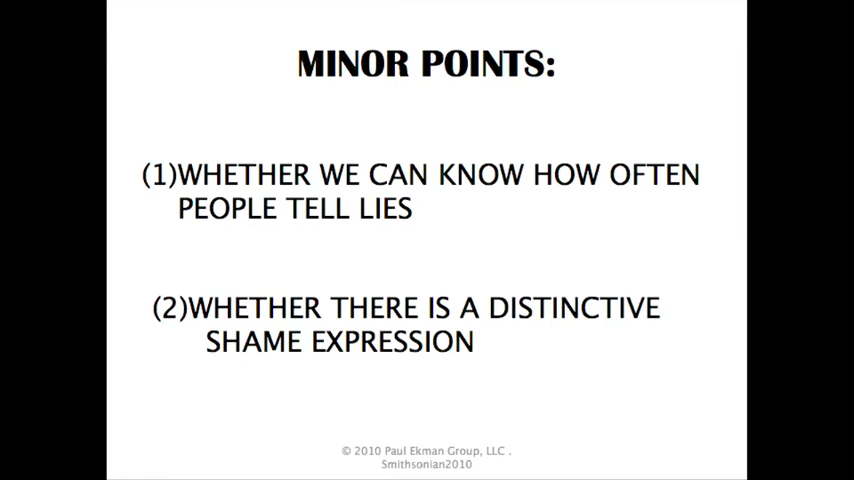 MINOR POINTS:
(1)WHETHER WE CAN KNOW HOW OFTEN
PEOPLE TELL LIES
(2)WHETHER THERE IS A DISTINCTIVE
SHAME EXPRESSION
© 2010 Paul Ekman Group, LLC .
Smithsonian2010